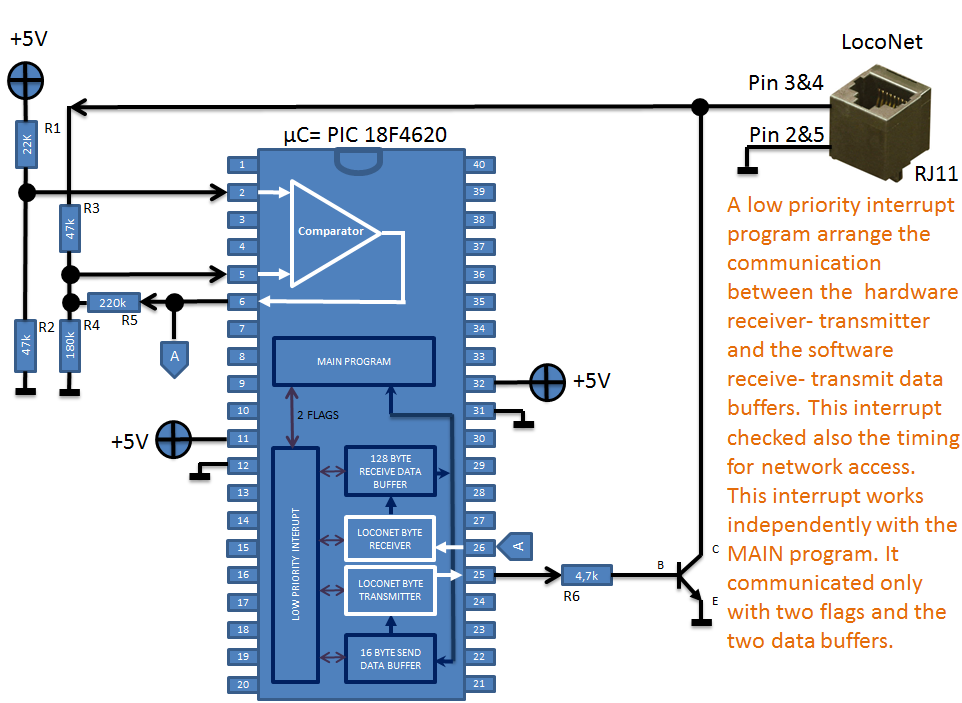 +5V
LocoNet
Pin 3&4
R1
22K
µC= PIC 18F4620
Pin 2&5
RJ11
1
2
3
4
5
6
7
8
9
10
11
12
13
14
15
16
17
18
19
20
40
39
38
37
36
35
34
33
32
31
30
29
28
27
26
25
24
23
22
21
R3
47k
Comparator
220k
R5
R2
47k
R4
180k
A
MAIN PROGRAM
2 FLAGS
+5V
+5V
LOW PRIORITY INTERUPT
128 BYTE
RECEIVE DATA
BUFFER
LOCONET BYTE
RECEIVER
LOCONET BYTE
TRANSMITTER
16 BYTE SEND
DATA BUFFER
A
4,7k
R6
B
C
E
A low priority interrupt
program arrange the
communication
between the hardware
receiver- transmitter
and the software
receive- transmit data
buffers. This interrupt
checked also the timing
for network access.
This interrupt works
independently with the
MAIN program. It
communicated only
with two flags and the
two data buffers.